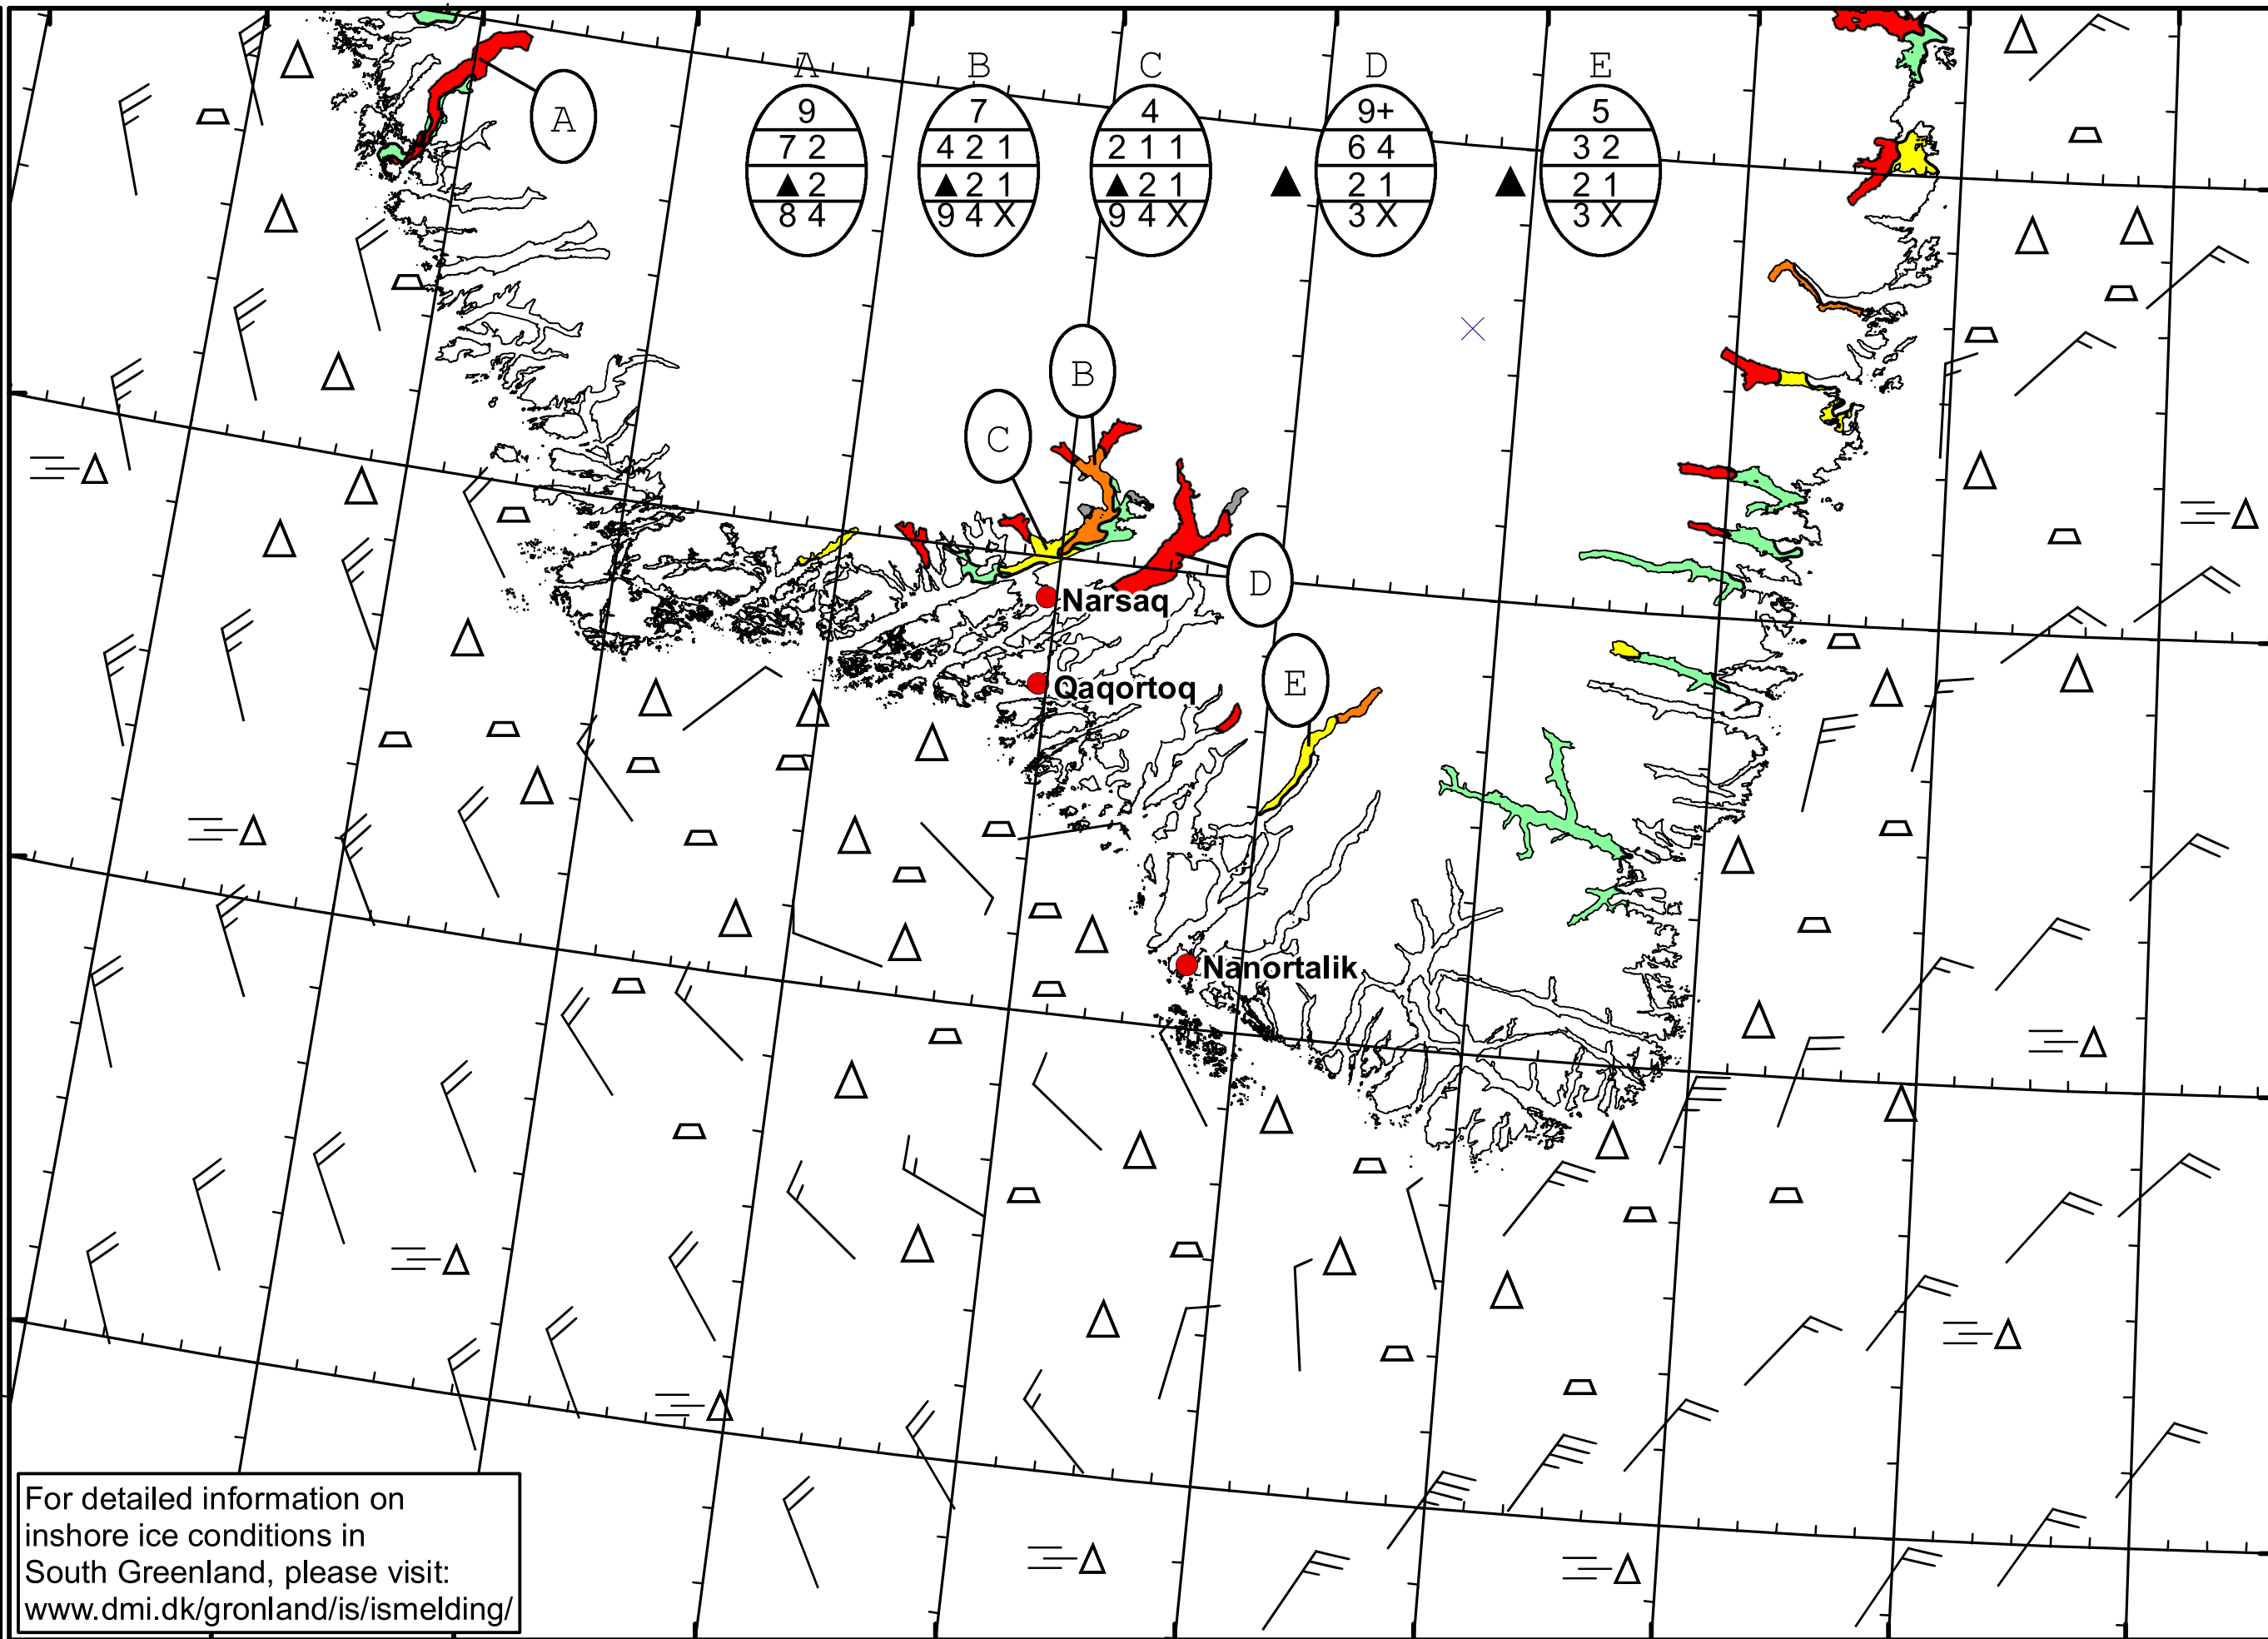 A B C D E
9 7 4 9+ 5
7 2 4 2 1 2 1 1 6 4 3 2
▲ 2 ▲ 2 1 ▲ 2 1 ▲ 2 1 ▲ 2 1
8 4 9 4 X 9 4 X 3 X 3 X
A
B
C
D
Narsaq
E
Qaqortoq
Nanortalik
For detailed information on
inshore ice conditions in
South Greenland, please visit:
www.dmi.dk/gronland/is/ismelding/